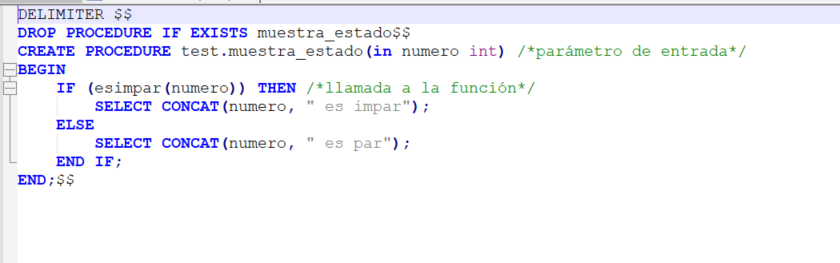 DELIMITER $$
DROP PROCEDURE IF EXISTS muestra_estado$$
CREATE PROCEDURE test.muestra_estado(in numero int) /*parámetro de entrada*/
BEGIN
    IF (esimpar(numero)) THEN /*llamada a la función*/
        SELECT CONCAT(numero, " es impar");
    ELSE
        SELECT CONCAT(numero, " es par");
    END IF;
END;$$